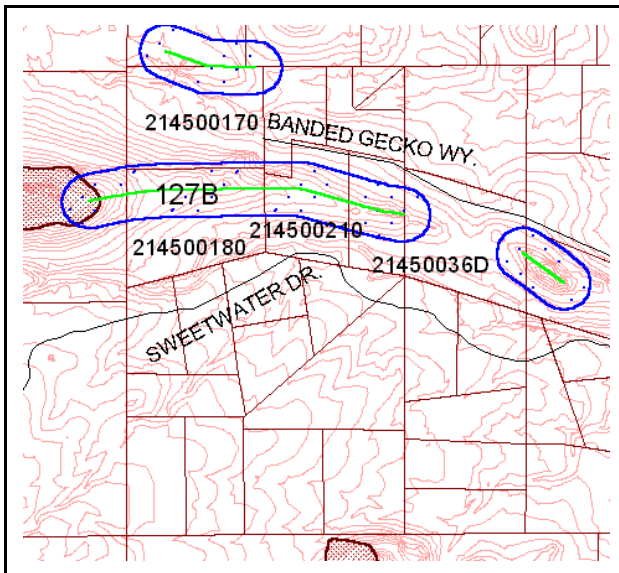 214500170
BANDED GECKO WY.
127B
214500210
214500180
21450036D
SWEETWATER DR.